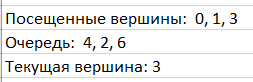 Посещенные вершины: 0, 1, 3
Очередь: 4, 2, 6
Текущая вершина: 3